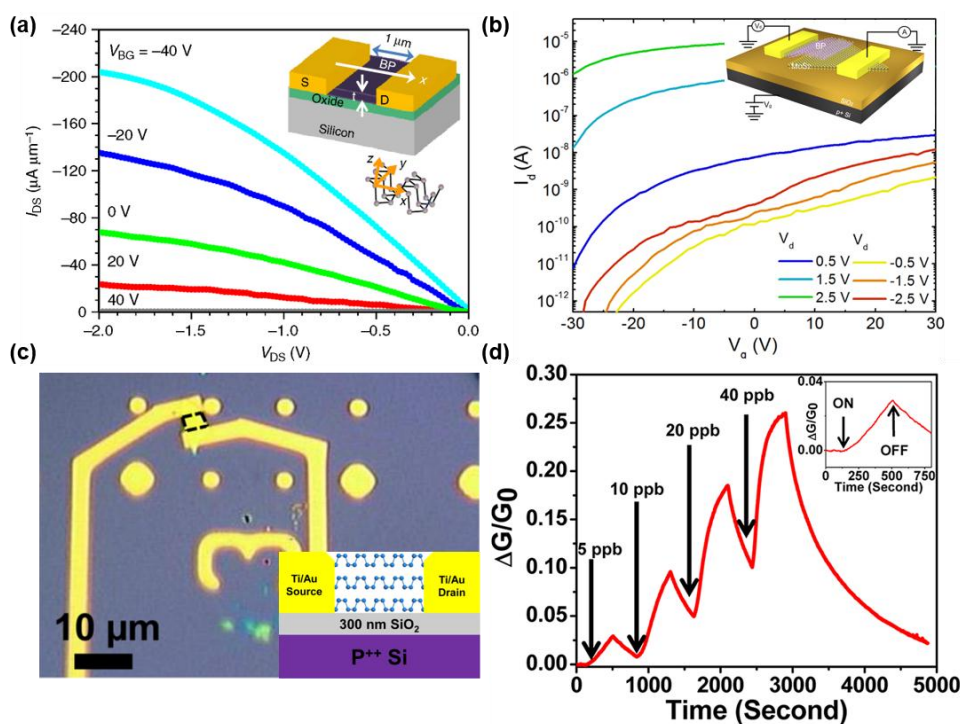 (a)
-240
-200
-160
-120
-80
-40
0
I_DS (μA μm⁻¹)
V_BG = –40 V
–20 V
0 V
20 V
40 V
-2.0
-1.5
-1.0
-0.5
0.0
V_DS (V)
1 μm
BP
x
S
D
t
Oxide
Silicon
z
y
x
(b)
10⁻⁵
10⁻⁶
10⁻⁷
10⁻⁸
10⁻⁹
10⁻¹⁰
10⁻¹¹
10⁻¹²
I_d (A)
BP
MoS₂
SiO₂
P⁺ Si
A
V_d V_d
0.5 V -0.5 V
1.5 V -1.5 V
2.5 V -2.5 V
-30 -20 -10 0 10 20 30
V_g (V)
(c)
10 μm
Ti/Au
Source
Ti/Au
Drain
300 nm SiO₂
P⁺⁺ Si
(d)
0.30
0.25
0.20
0.15
0.10
0.05
0.00
ΔG/G0
5 ppb
10 ppb
20 ppb
40 ppb
0.04
0.00
ΔG/G0
ON
OFF
0 250 500 750
Time (Second)
0 1000 2000 3000 4000 5000
Time (Second)